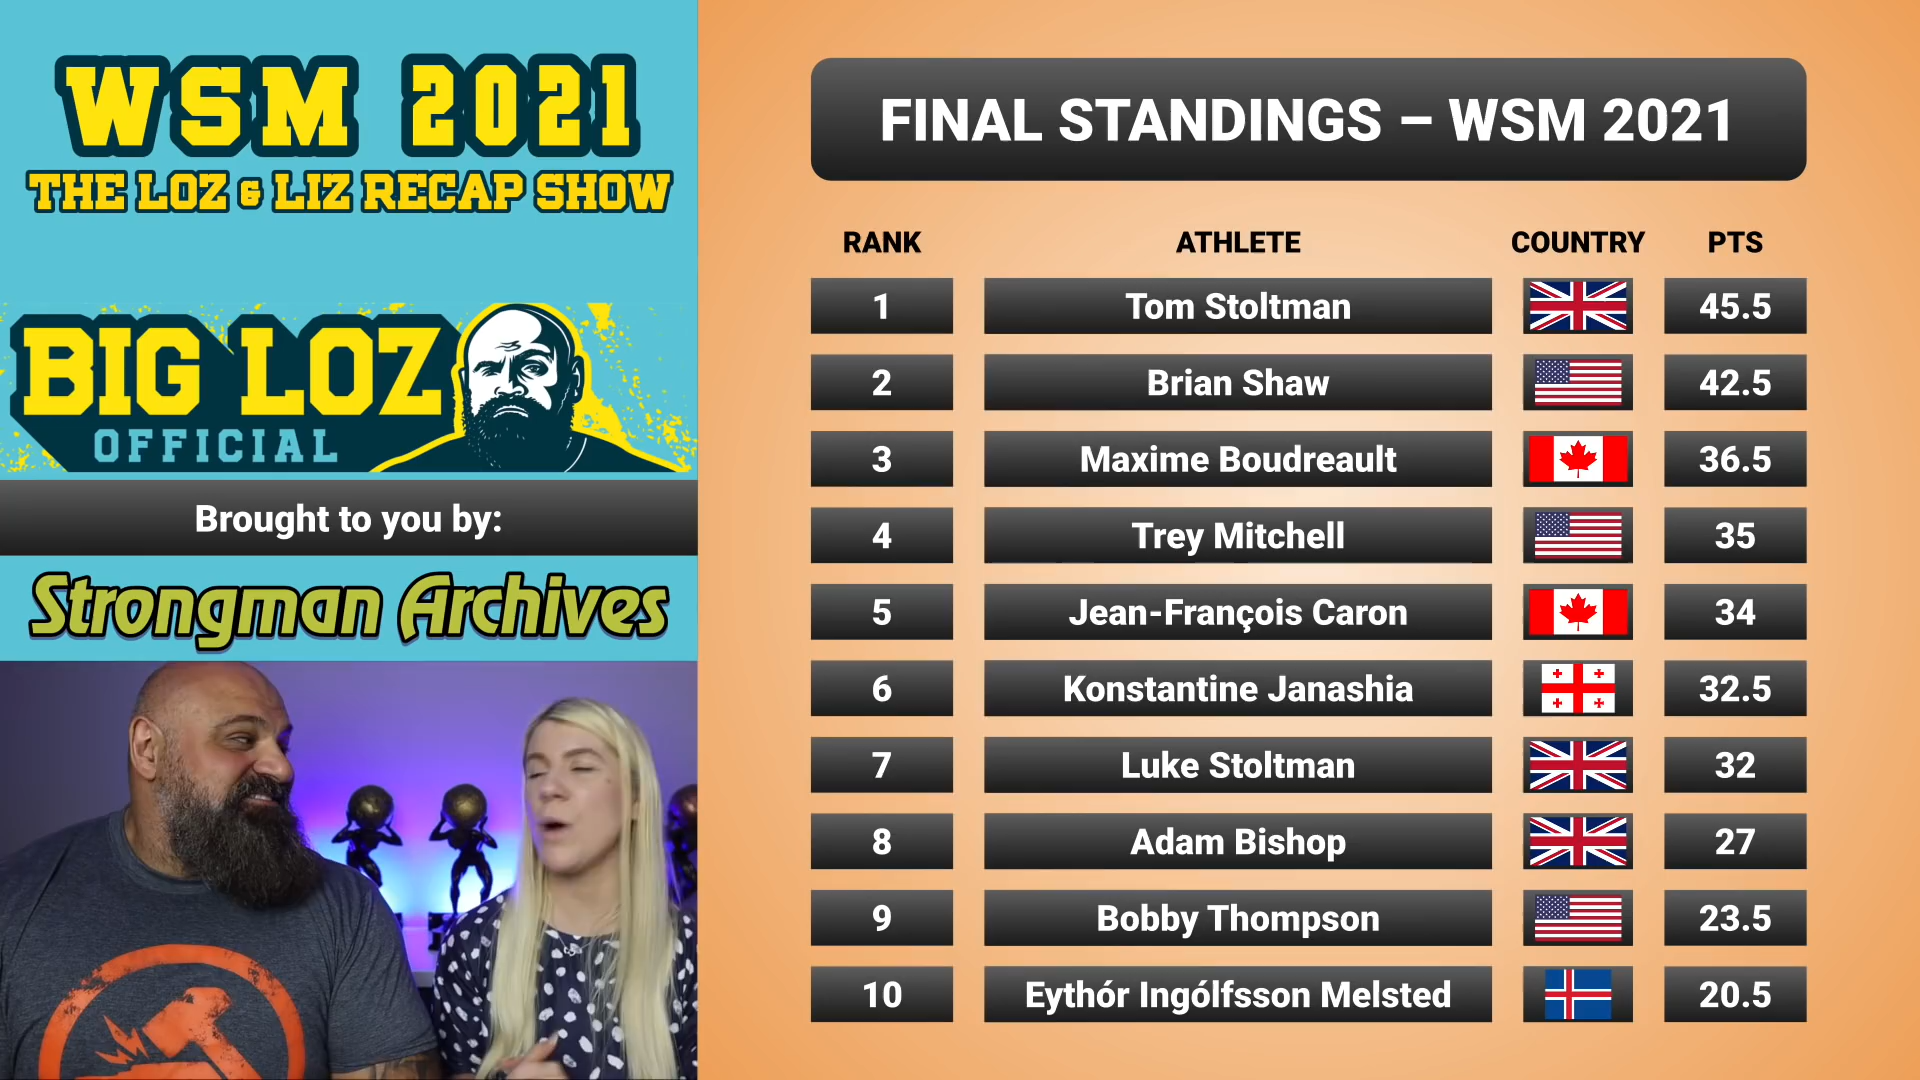 WSM 2021
THE LOZ & LIZ RECAP SHOW
BIG LOZ
OFFICIAL
Brought to you by:
Strongman Archives
FINAL STANDINGS – WSM 2021
RANK ATHLETE COUNTRY PTS
1 Tom Stoltman 45.5
2 Brian Shaw 42.5
3 Maxime Boudreault 36.5
4 Trey Mitchell 35
5 Jean-François Caron 34
6 Konstantine Janashia 32.5
7 Luke Stoltman 32
8 Adam Bishop 27
9 Bobby Thompson 23.5
10 Eythór Ingólfsson Melsted 20.5